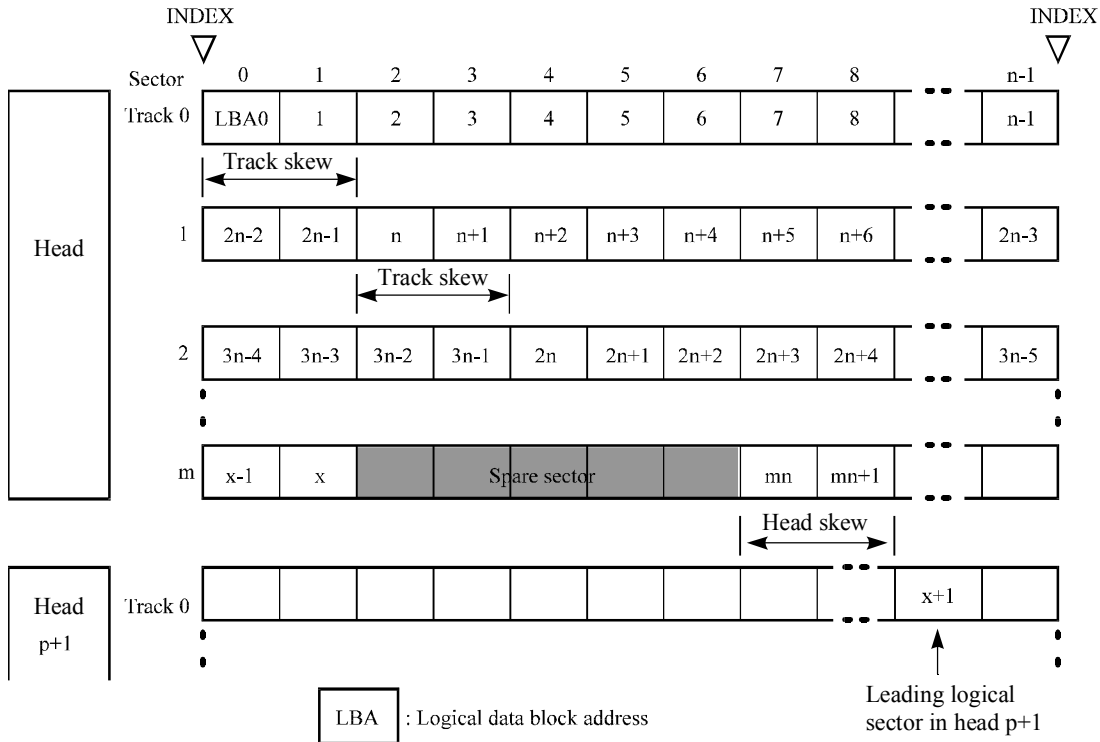 INDEX INDEX
Sector 0 1 2 3 4 5 6 7 8 n-1
Track 0 LBA0 1 2 3 4 5 6 7 8 n-1
Track skew
Head
1 2n-2 2n-1 n n+1 n+2 n+3 n+4 n+5 n+6 2n-3
Track skew
2 3n-4 3n-3 3n-2 3n-1 2n 2n+1 2n+2 2n+3 2n+4 3n-5
m x-1 x Spare sector mn mn+1
Head skew
Head
p+1
Track 0 x+1
LBA : Logical data block address
Leading logical
sector in head p+1